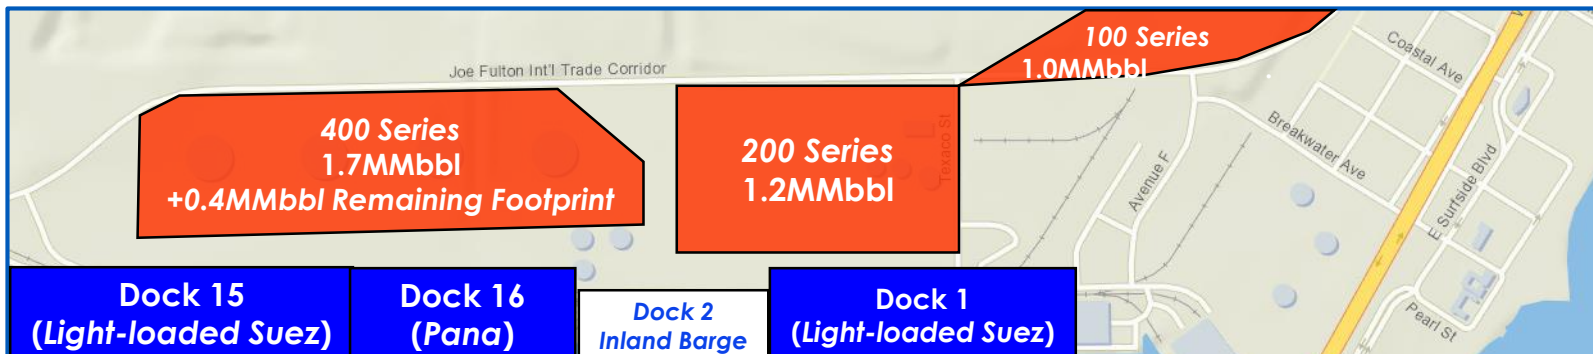 100 Series
1.0MMbbl
Coastal Ave
Joe Fulton Int'l Trade Corridor
400 Series
1.7MMbbl
+0.4MMbbl Remaining Footprint
200 Series
1.2MMbbl
Texaco St
Avenue F
Breakwater Ave
E Surfside Blvd
Pearl St
Dock 15
(Light-loaded Suez)
Dock 16
(Pana)
Dock 2
Inland Barge
Dock 1
(Light-loaded Suez)